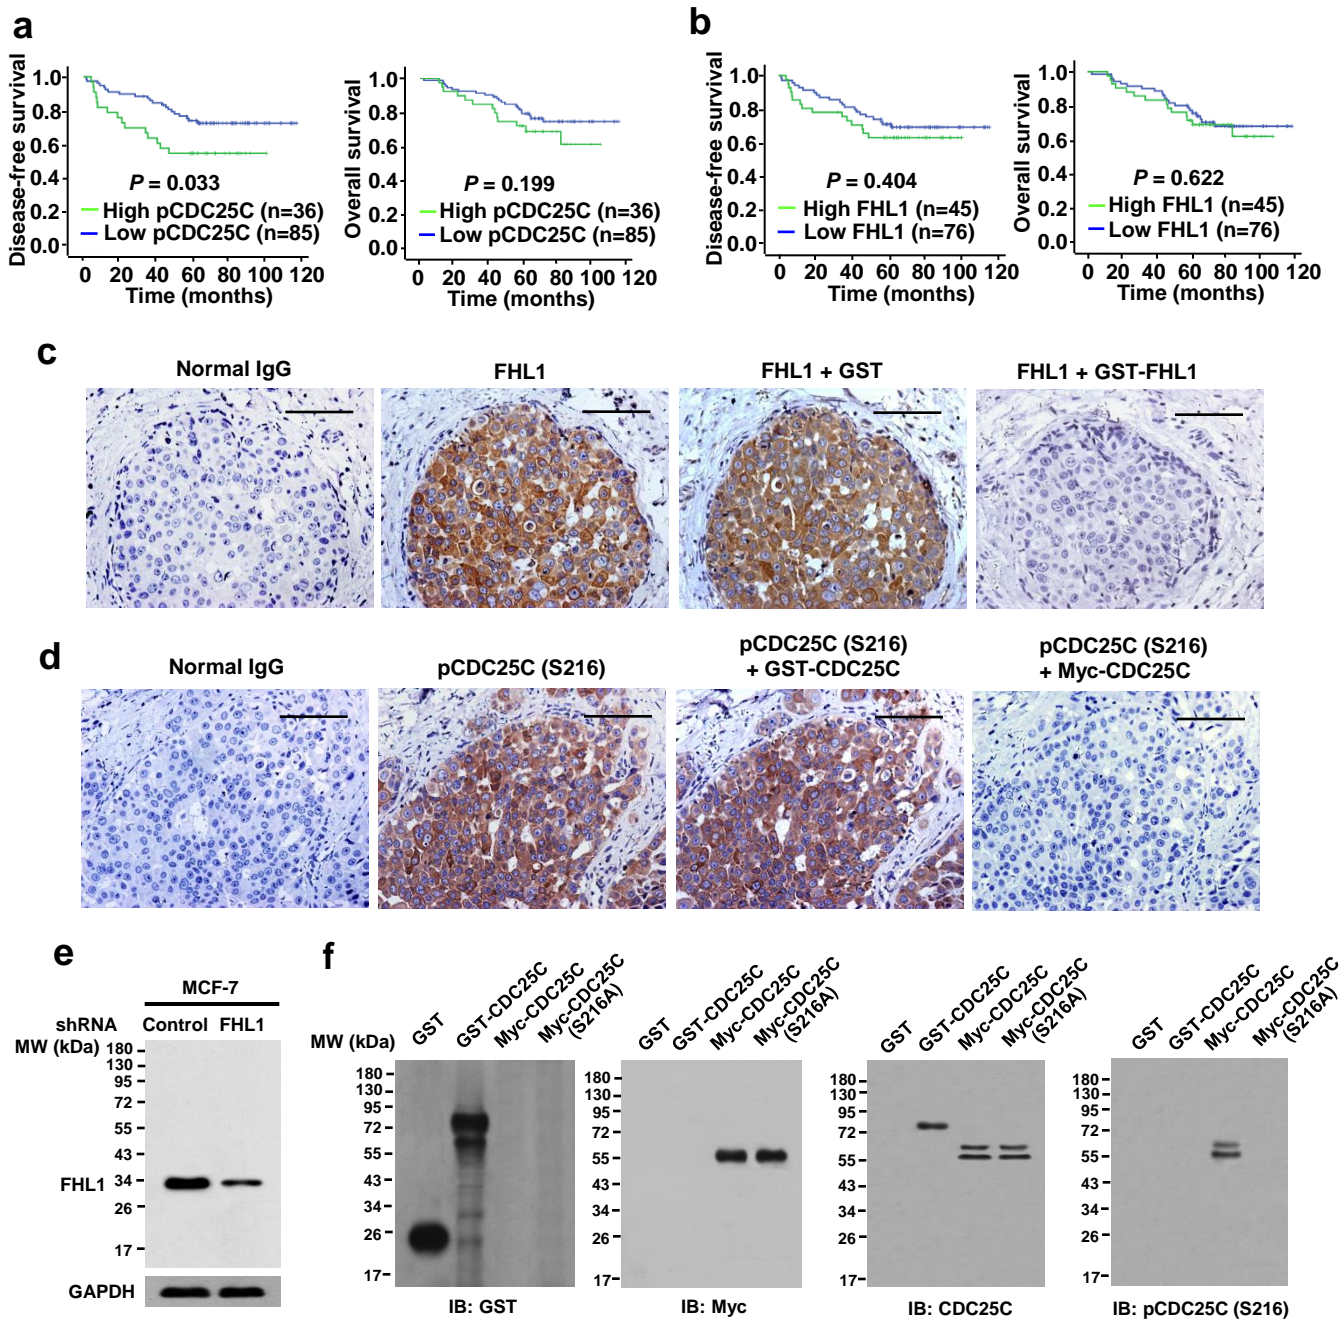 a
Disease-free survival
1.0
0.8
0.6
0.4
0.2
0.0
P = 0.033
High pCDC25C (n=36)
Low pCDC25C (n=85)
0 20 40 60 80 100 120
Time (months)
Overall survival
1.0
0.8
0.6
0.4
0.2
0.0
P = 0.199
High pCDC25C (n=36)
Low pCDC25C (n=85)
0 20 40 60 80 100 120
Time (months)
b
Disease-free survival
1.0
0.8
0.6
0.4
0.2
0.0
P = 0.404
High FHL1 (n=45)
Low FHL1 (n=76)
0 20 40 60 80 100 120
Time (months)
Overall survival
1.0
0.8
0.6
0.4
0.2
0.0
P = 0.622
High FHL1 (n=45)
Low FHL1 (n=76)
0 20 40 60 80 100 120
Time (months)
c
Normal IgG
FHL1
FHL1 + GST
FHL1 + GST-FHL1
d
Normal IgG
pCDC25C (S216)
pCDC25C (S216)
+ GST-CDC25C
pCDC25C (S216)
+ Myc-CDC25C
e
MCF-7
shRNA Control FHL1
MW (kDa)
180
130
95
72
55
43
34
26
17
FHL1
GAPDH
f
MW (kDa)
GST
GST-CDC25C
Myc-CDC25C
Myc-CDC25C
(S216A)
180
130
95
72
55
43
34
26
17
IB: GST
GST
GST-CDC25C
Myc-CDC25C
Myc-CDC25C
(S216A)
180
130
95
72
55
43
34
26
17
IB: Myc
GST
GST-CDC25C
Myc-CDC25C
Myc-CDC25C
(S216A)
180
130
95
72
55
43
34
26
17
IB: CDC25C
GST
GST-CDC25C
Myc-CDC25C
Myc-CDC25C
(S216A)
180
130
95
72
55
43
34
26
17
IB: pCDC25C (S216)